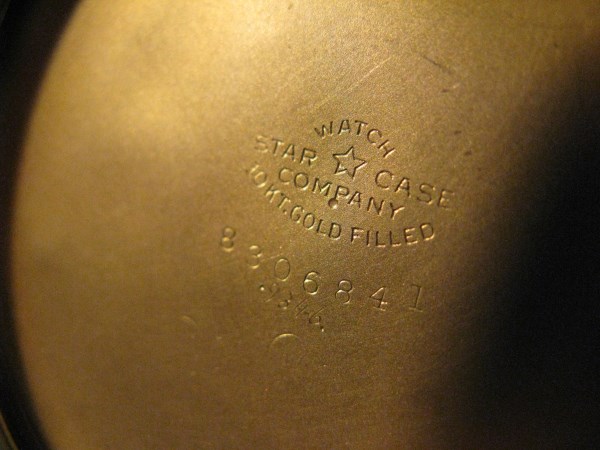 WATCH
STAR ☆ CASE
COMPANY
10 KT. GOLD FILLED
8306841